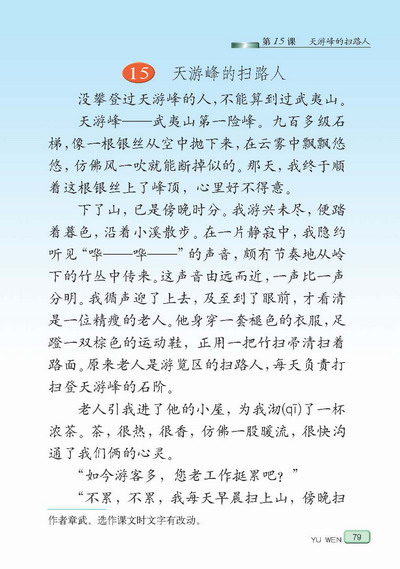 第15课 天游峰的扫路人
15 天游峰的扫路人
没攀登过天游峰的人，不能算到过武夷山。
天游峰——武夷山第一险峰。九百多级石
梯，像一根银丝从空中抛下来，在云雾中飘飘悠
悠，仿佛风一吹就能断掉似的。那天，我终于顺
着这根银丝上了峰顶，心里好不得意。
下了山，已是傍晚时分。我游兴未尽，便踏
着暮色，沿着小溪散步。在一片静寂中，我隐约
听见“哗——哗——”的声音，颇有节奏地从岭
下的竹丛中传来。这声音由远而近，一声比一声
分明。我循声迎了上去，及至到了眼前，才看清
是一位精瘦的老人。他身穿一套褪色的衣服，足
蹬一双棕色的运动鞋，正用一把竹扫帚清扫着
路面。原来老人是游览区的扫路人，每天负责打
扫登天游峰的石阶。
老人引我进了他的小屋，为我沏(qī)了一杯
浓茶。茶，很热，很香，仿佛一股暖流，很快沟
通了我们俩的心灵。
“如今游客多，您老工作挺累吧？”
“不累，不累，我每天早晨扫上山，傍晚扫
作者章武。选作课文时文字有改动。
YU WEN 79